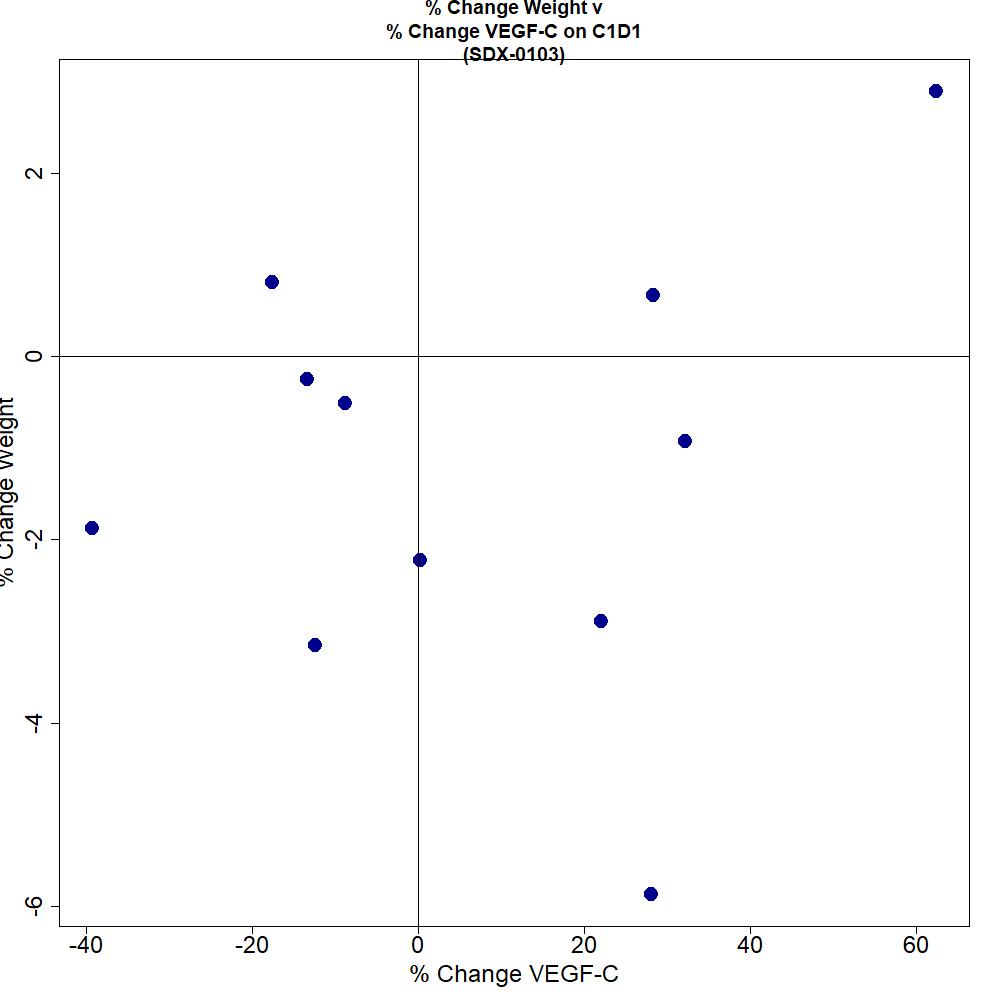 % Change Weight v
% Change VEGF-C on C1D1
(SDX-0103)
% Change Weight
2
0
-2
-4
-6
-40 -20 0 20 40 60
% Change VEGF-C